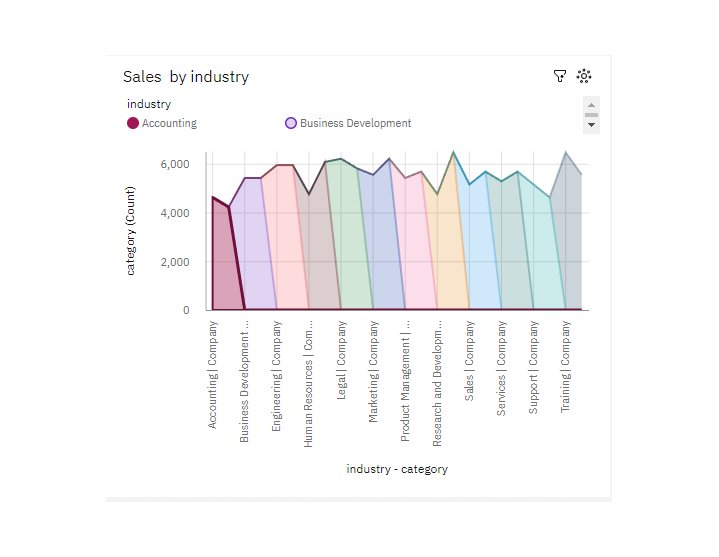 Sales by industry
industry
Accounting
Business Development
6,000
4,000
2,000
0
category (Count)
Accounting | Company
Business Development ...
Engineering | Company
Human Resources | Com...
Legal | Company
Marketing | Company
Product Management | ...
Research and Developm...
Sales | Company
Services | Company
Support | Company
Training | Company
industry - category